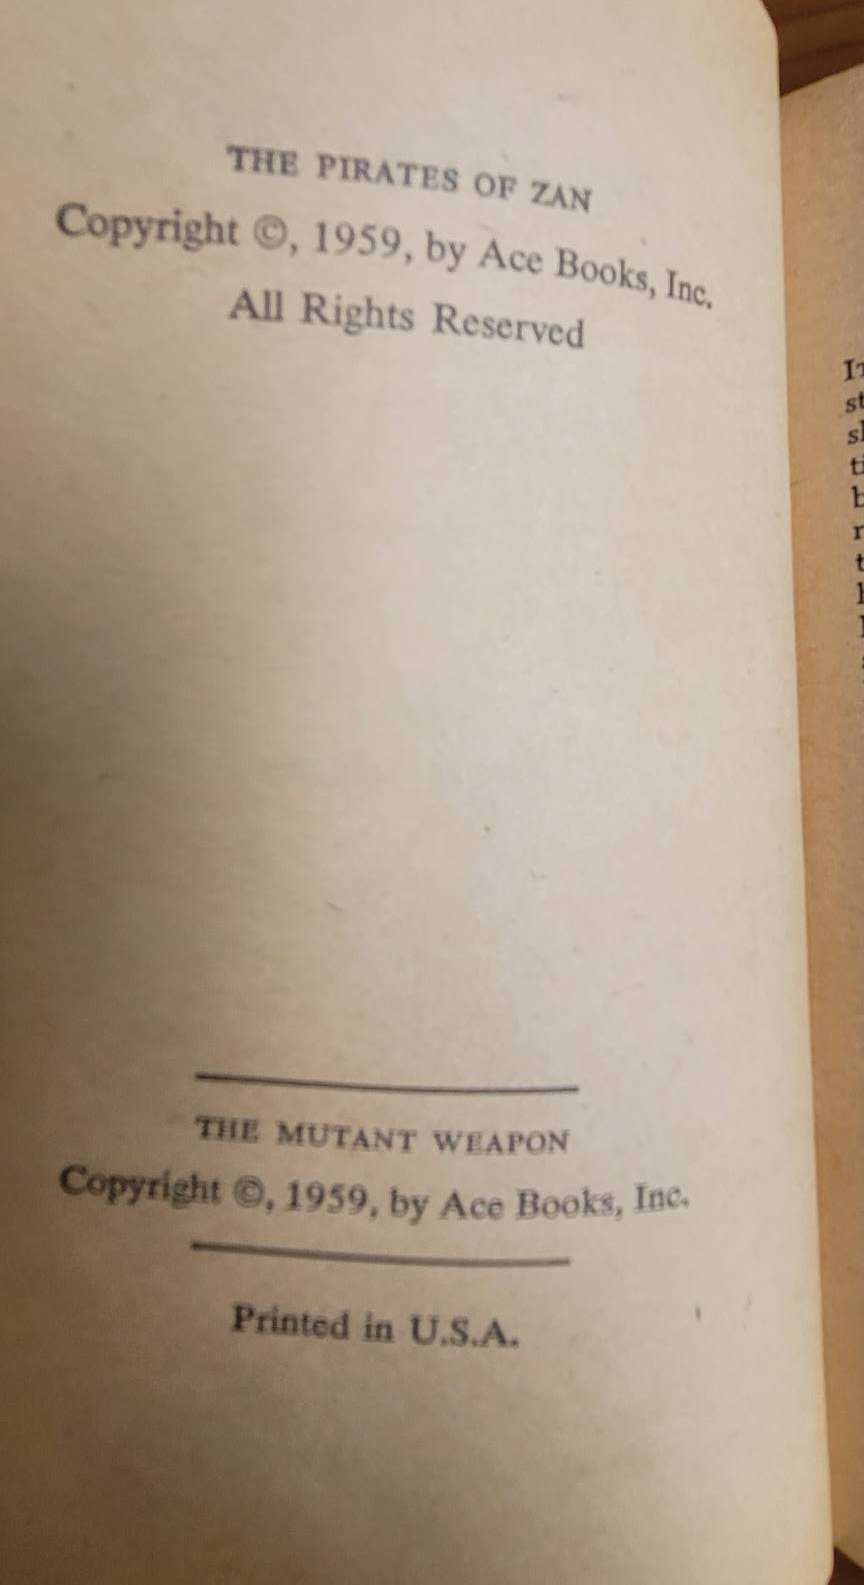 THE PIRATES OF ZAN
Copyright ©, 1959, by Ace Books, Inc.
All Rights Reserved
THE MUTANT WEAPON
Copyright ©, 1959, by Ace Books, Inc.
Printed in U.S.A.